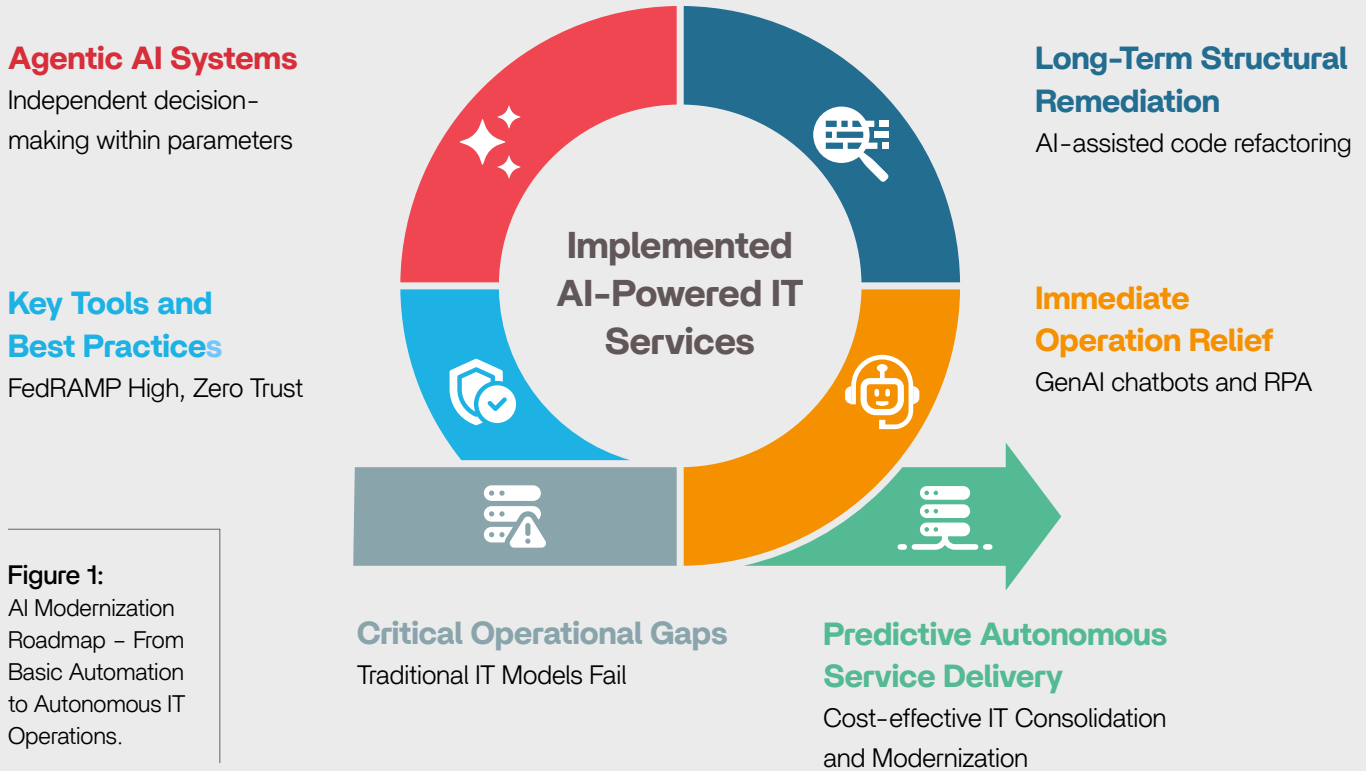 Agentic AI Systems
Independent decision-
making within parameters
Key Tools and
Best Practices
FedRAMP High, Zero Trust
Implemented
AI-Powered IT
Services
Long-Term Structural
Remediation
AI-assisted code refactoring
Immediate
Operation Relief
GenAI chatbots and RPA
Critical Operational Gaps
Traditional IT Models Fail
Predictive Autonomous
Service Delivery
Cost-effective IT Consolidation
and Modernization
Figure 1:
AI Modernization
Roadmap – From
Basic Automation
to Autonomous IT
Operations.